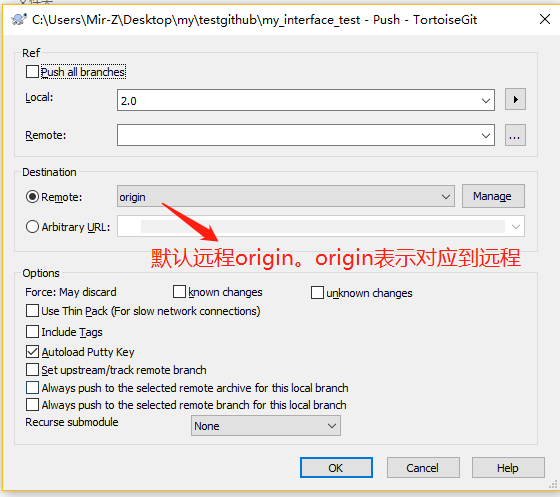 C:\Users\Mir-Z\Desktop\my\testgithub\my_interface_test - Push - TortoiseGit
Ref
Push all branches
Local:
2.0
Remote:
...
Destination
Remote:
origin
Manage
Arbitrary URL:
默认远程origin。origin表示对应到远程
Options
Force: May discard
known changes
unknown changes
Use Thin Pack (For slow network connections)
Include Tags
Autoload Putty Key
Set upstream/track remote branch
Always push to the selected remote archive for this local branch
Always push to the selected remote branch for this local branch
Recurse submodule
None
OK
Cancel
Help